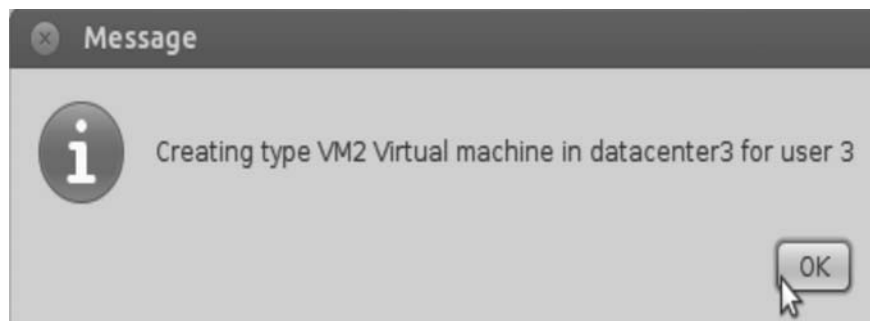 Message
Creating type VM2 Virtual machine in datacenter3 for user 3
OK